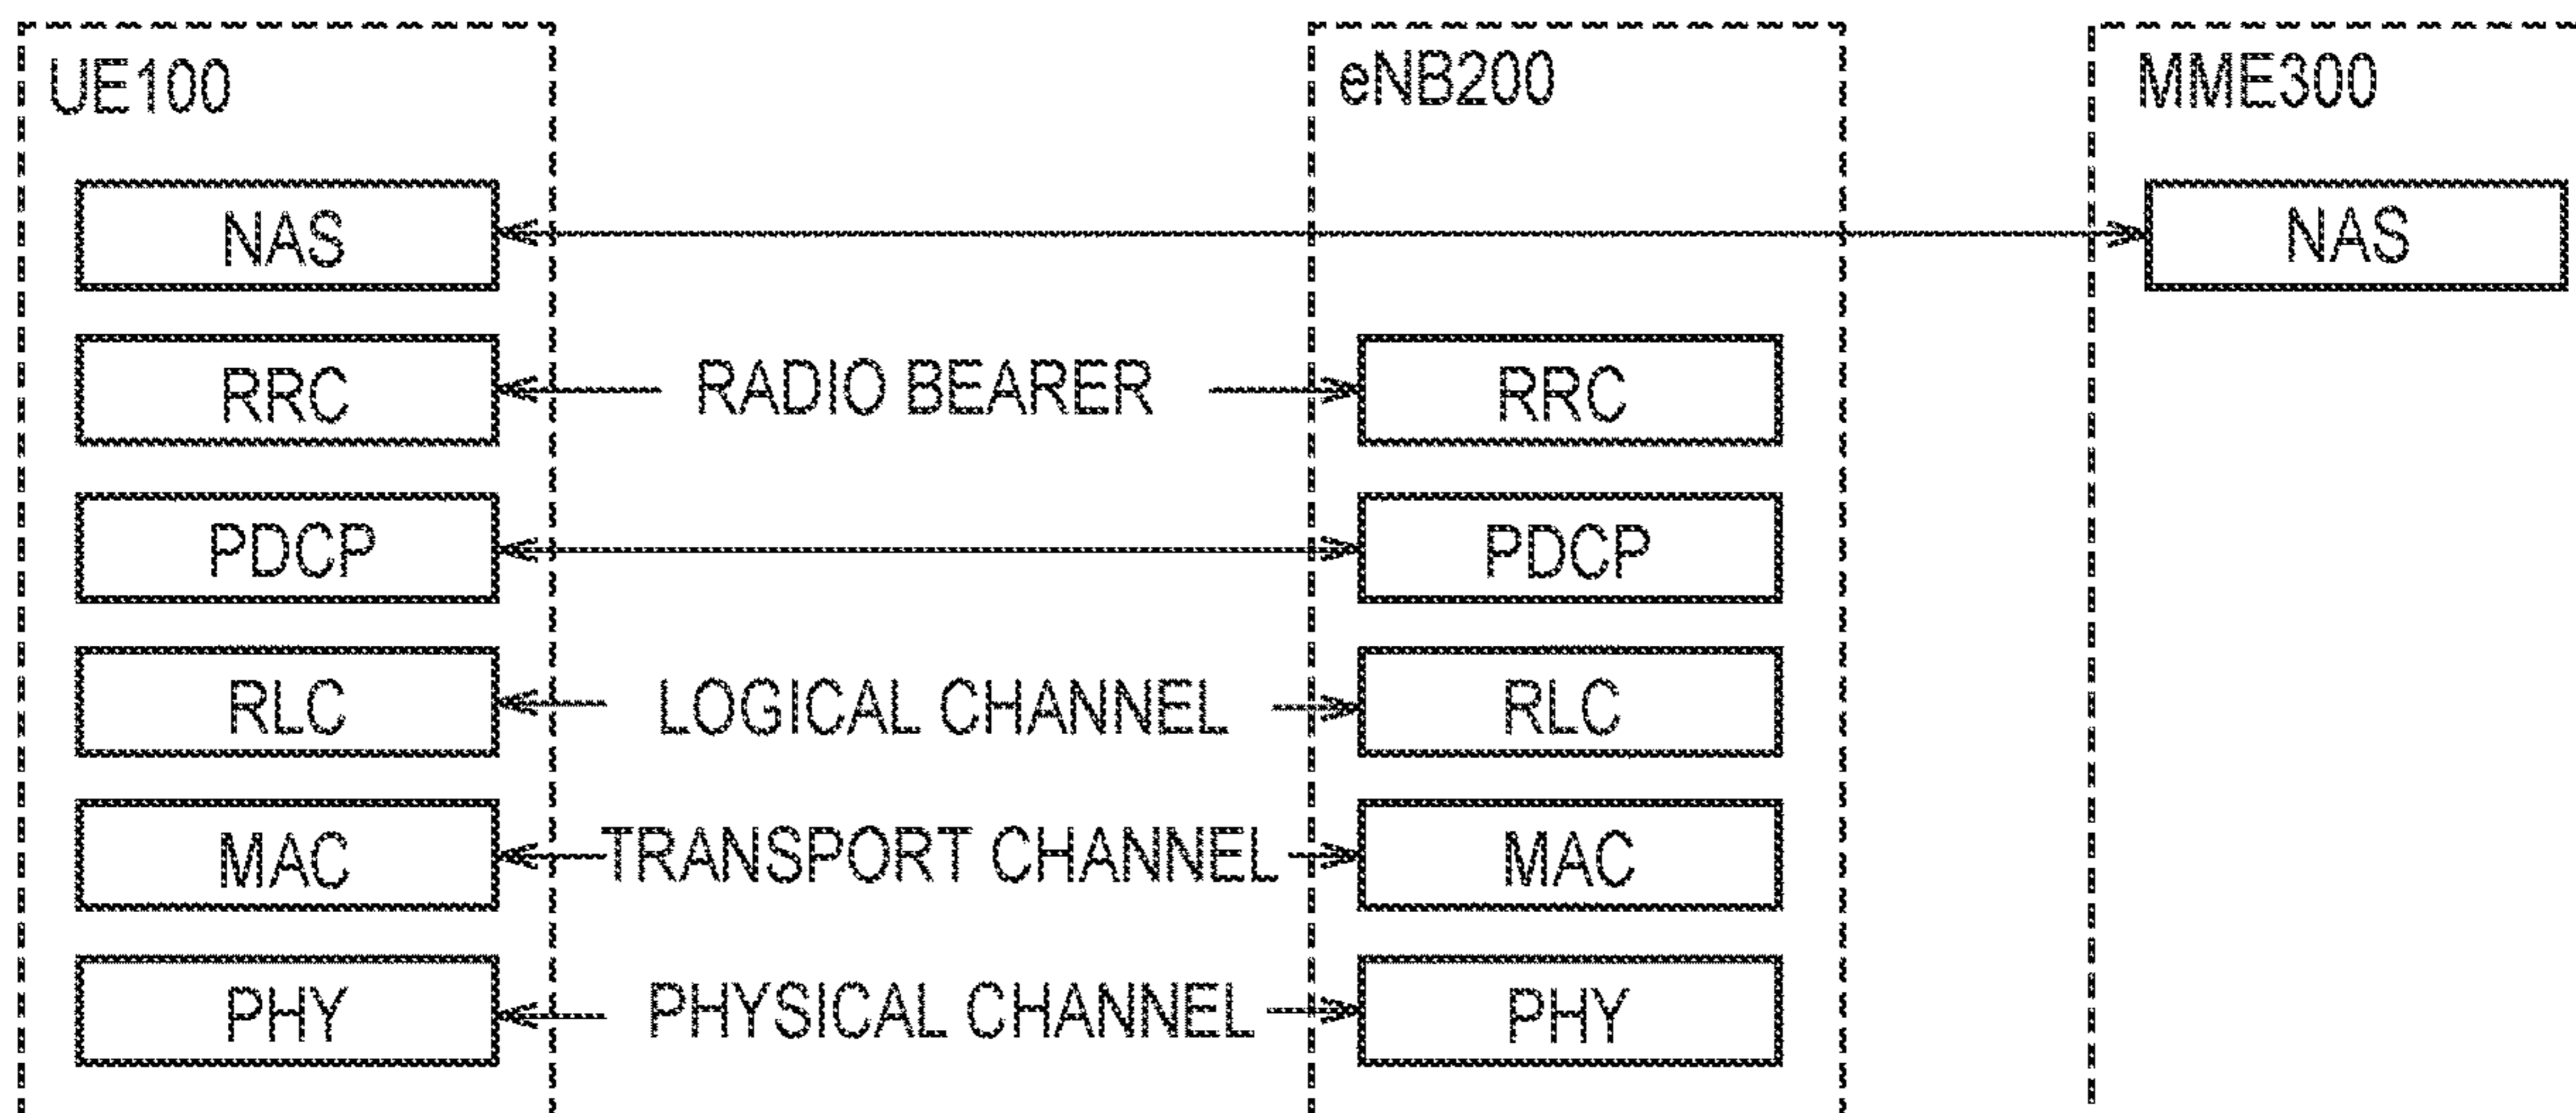 UE100 eNB200 MME300
NAS NAS
RRC RADIO BEARER RRC
PDCP PDCP
RLC LOGICAL CHANNEL RLC
MAC TRANSPORT CHANNEL MAC
PHY PHYSICAL CHANNEL PHY